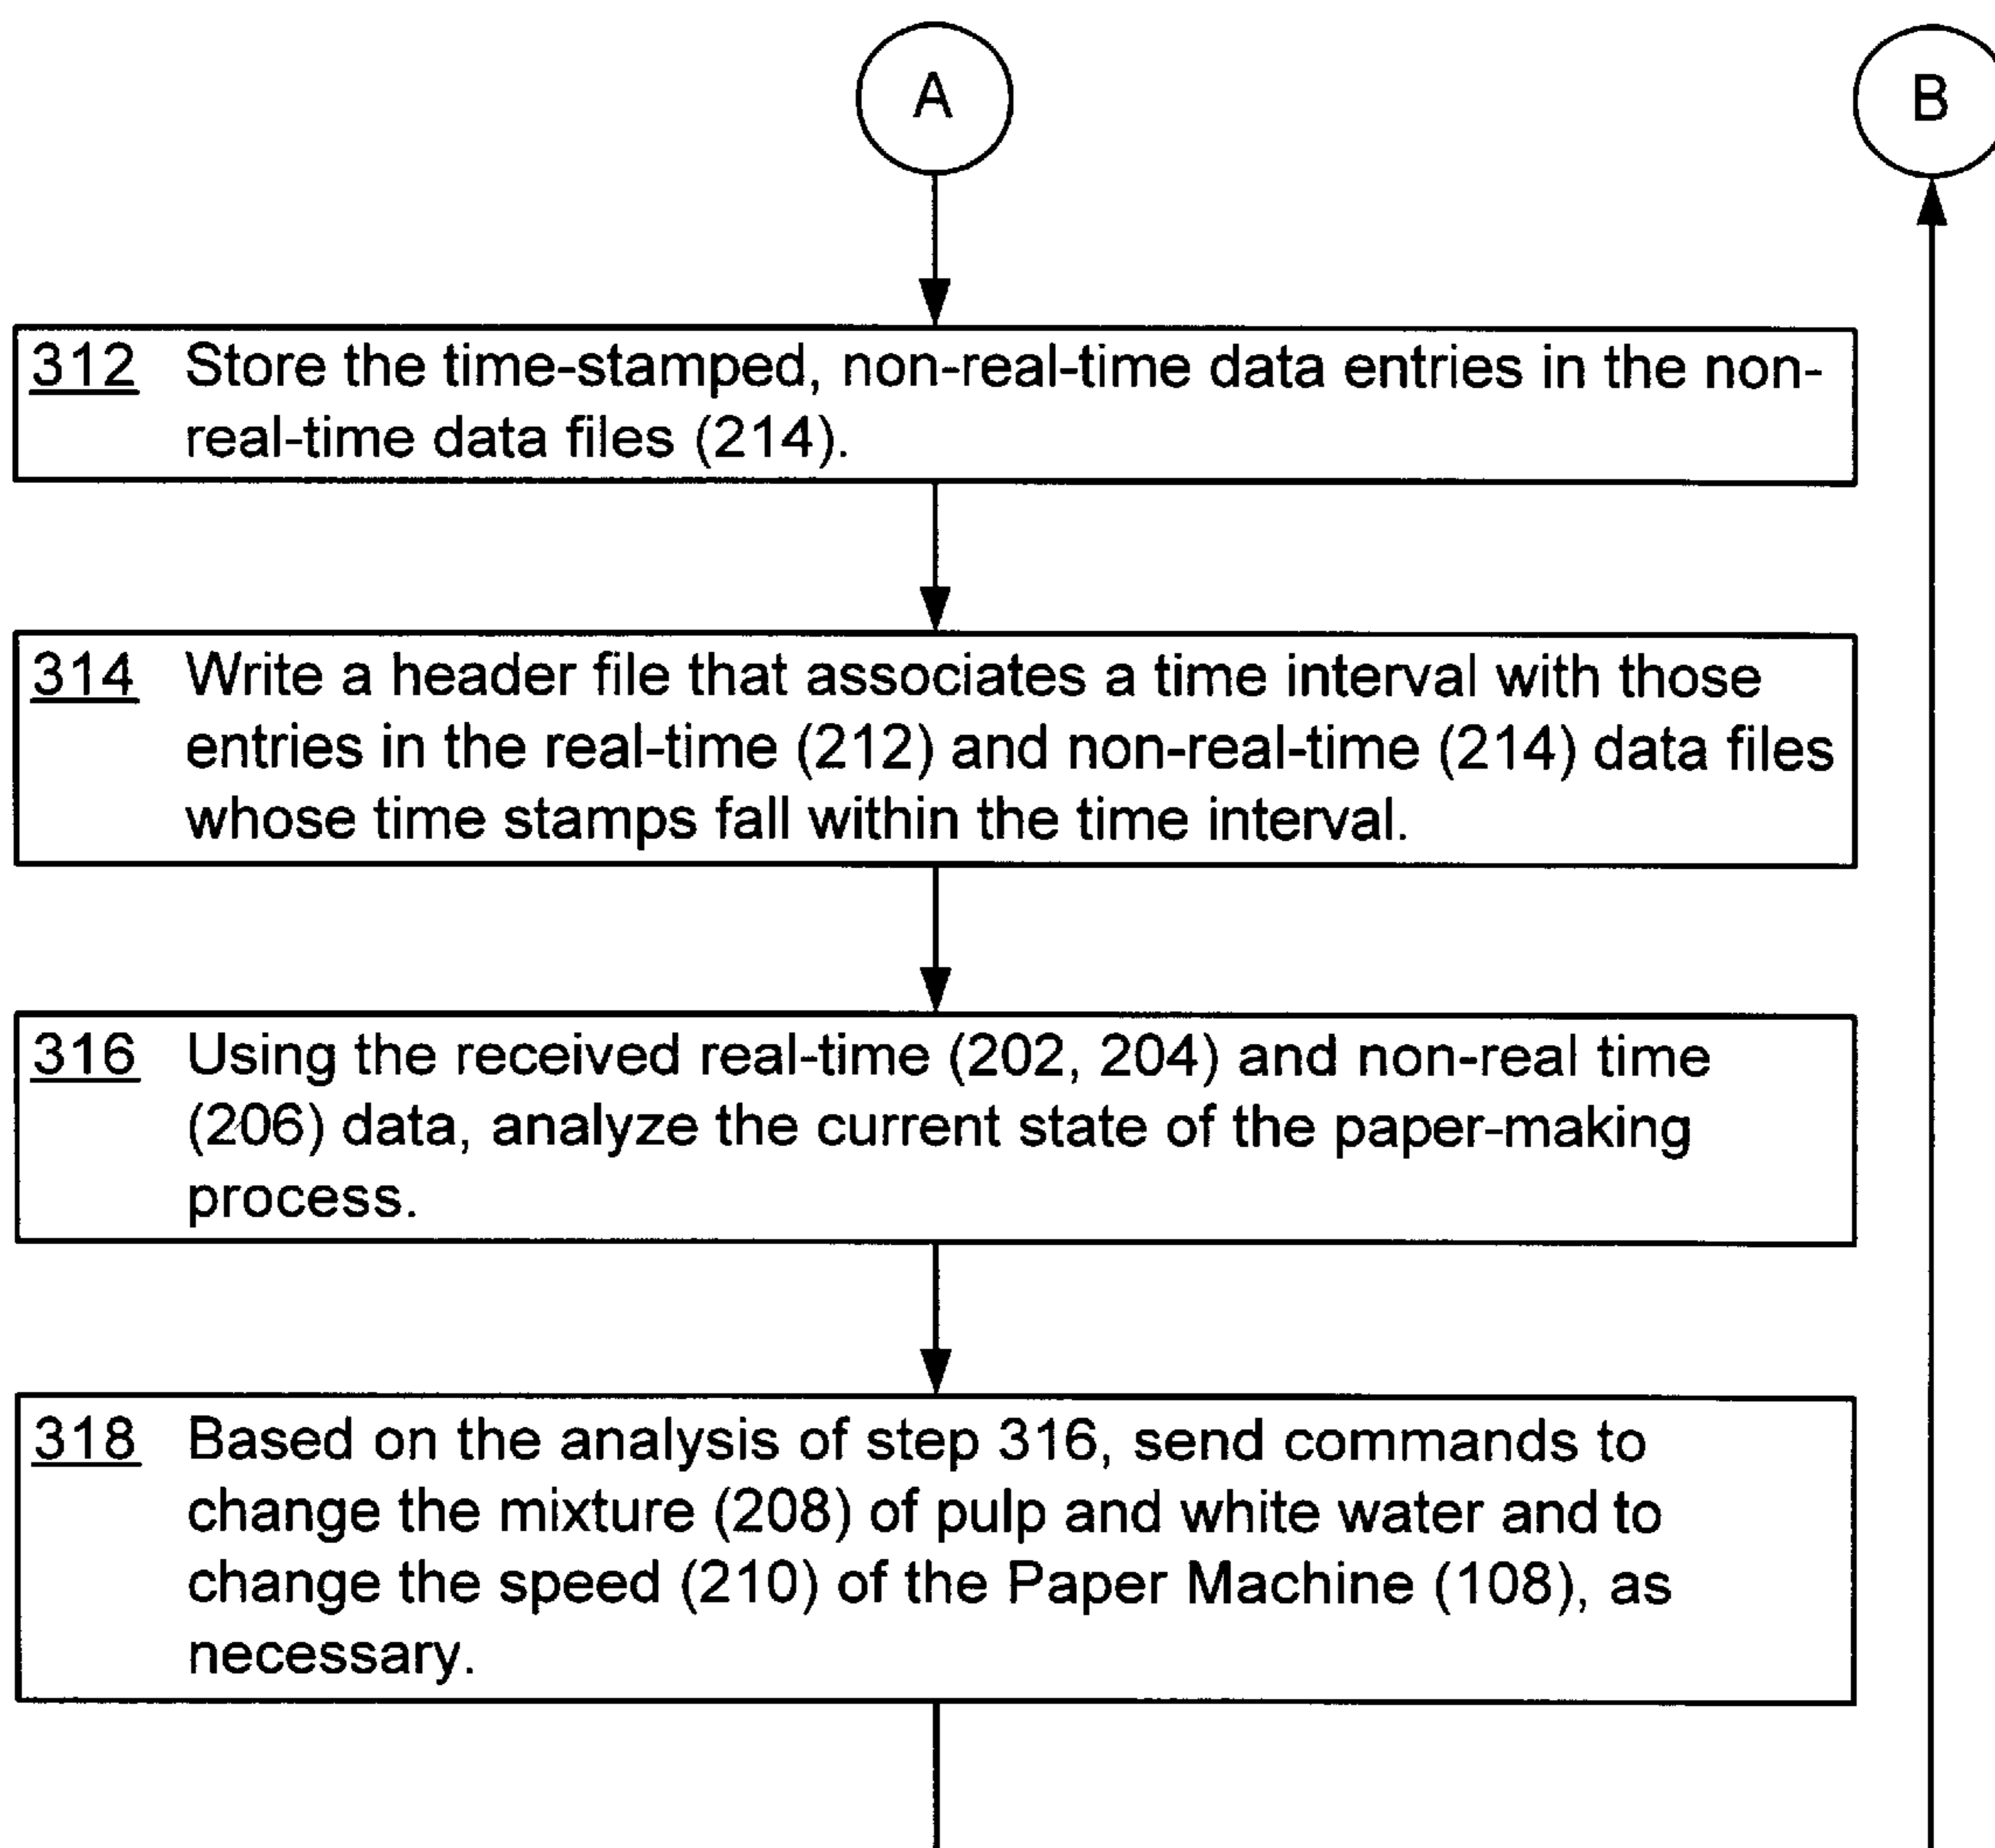 A
B
312 Store the time-stamped, non-real-time data entries in the non-
real-time data files (214).
314 Write a header file that associates a time interval with those
entries in the real-time (212) and non-real-time (214) data files
whose time stamps fall within the time interval.
316 Using the received real-time (202, 204) and non-real time
(206) data, analyze the current state of the paper-making
process.
318 Based on the analysis of step 316, send commands to
change the mixture (208) of pulp and white water and to
change the speed (210) of the Paper Machine (108), as
necessary.